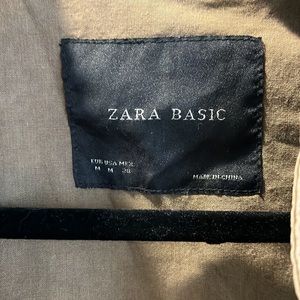 ZARA BASIC
EUR USA MEX
M M 28
MADE IN CHINA